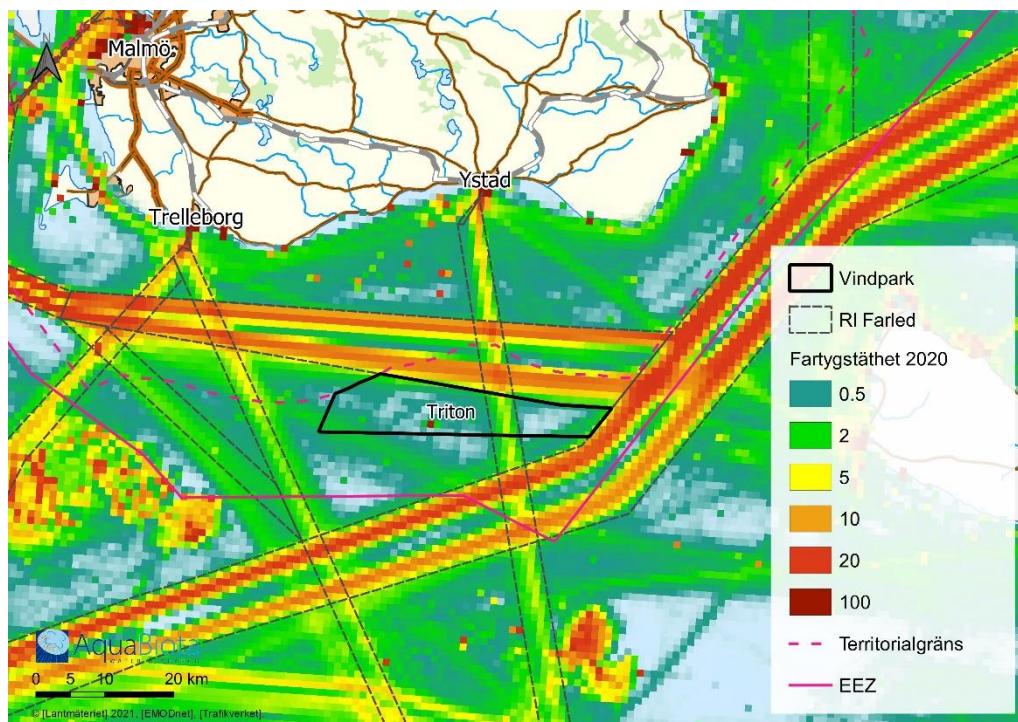 N
Malmö
Ystad
Trelleborg
Triton
Vindpark
RI Farled
Fartygstäthet 2020
0.5
2
5
10
20
100
Territorialgräns
EEZ
AquaBiota
0 5 10 20 km
© [Lantmäteriet] 2021, [EMODnet], [Trafikverket].